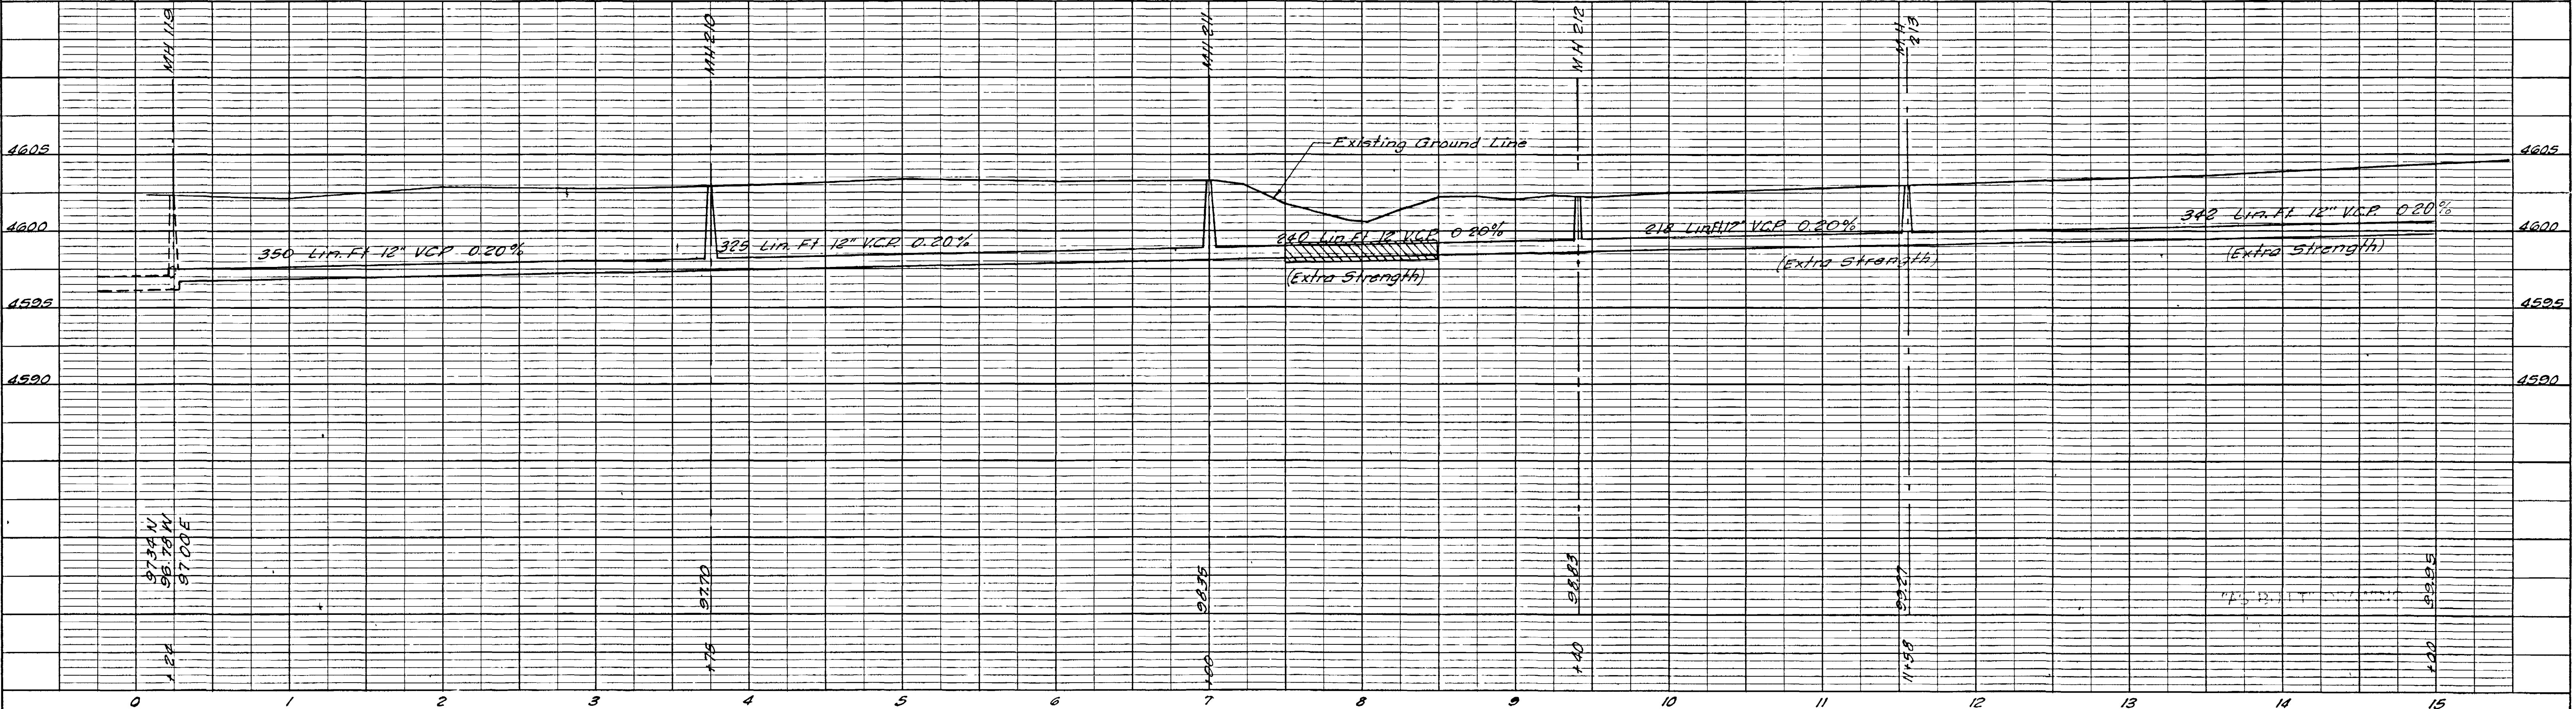 MH 119
MH 210
MH 211
MH 212
MH
213
Existing Ground Line
4605
4605
4600
4600
350 Lin. Ft 12" VCP 0.20%
325 Lin. Ft 12" VCP 0.20%
240 Lin. Ft 12" VCP 0.20%
218 Lin Ft 12" VCP 0.20%
342 Lin. Ft 12" VCP 0.20%
(Extra Strength)
(Extra Strength)
(Extra Strength)
4595
4595
4590
4590
97.34 N
96.78 W
97.00 E
97.70
98.35
98.83
99.27
99.95
"AS BUILT"
+24
+75
+00
+40
11+58
+00
0 1 2 3 4 5 6 7 8 9 10 11 12 13 14 15